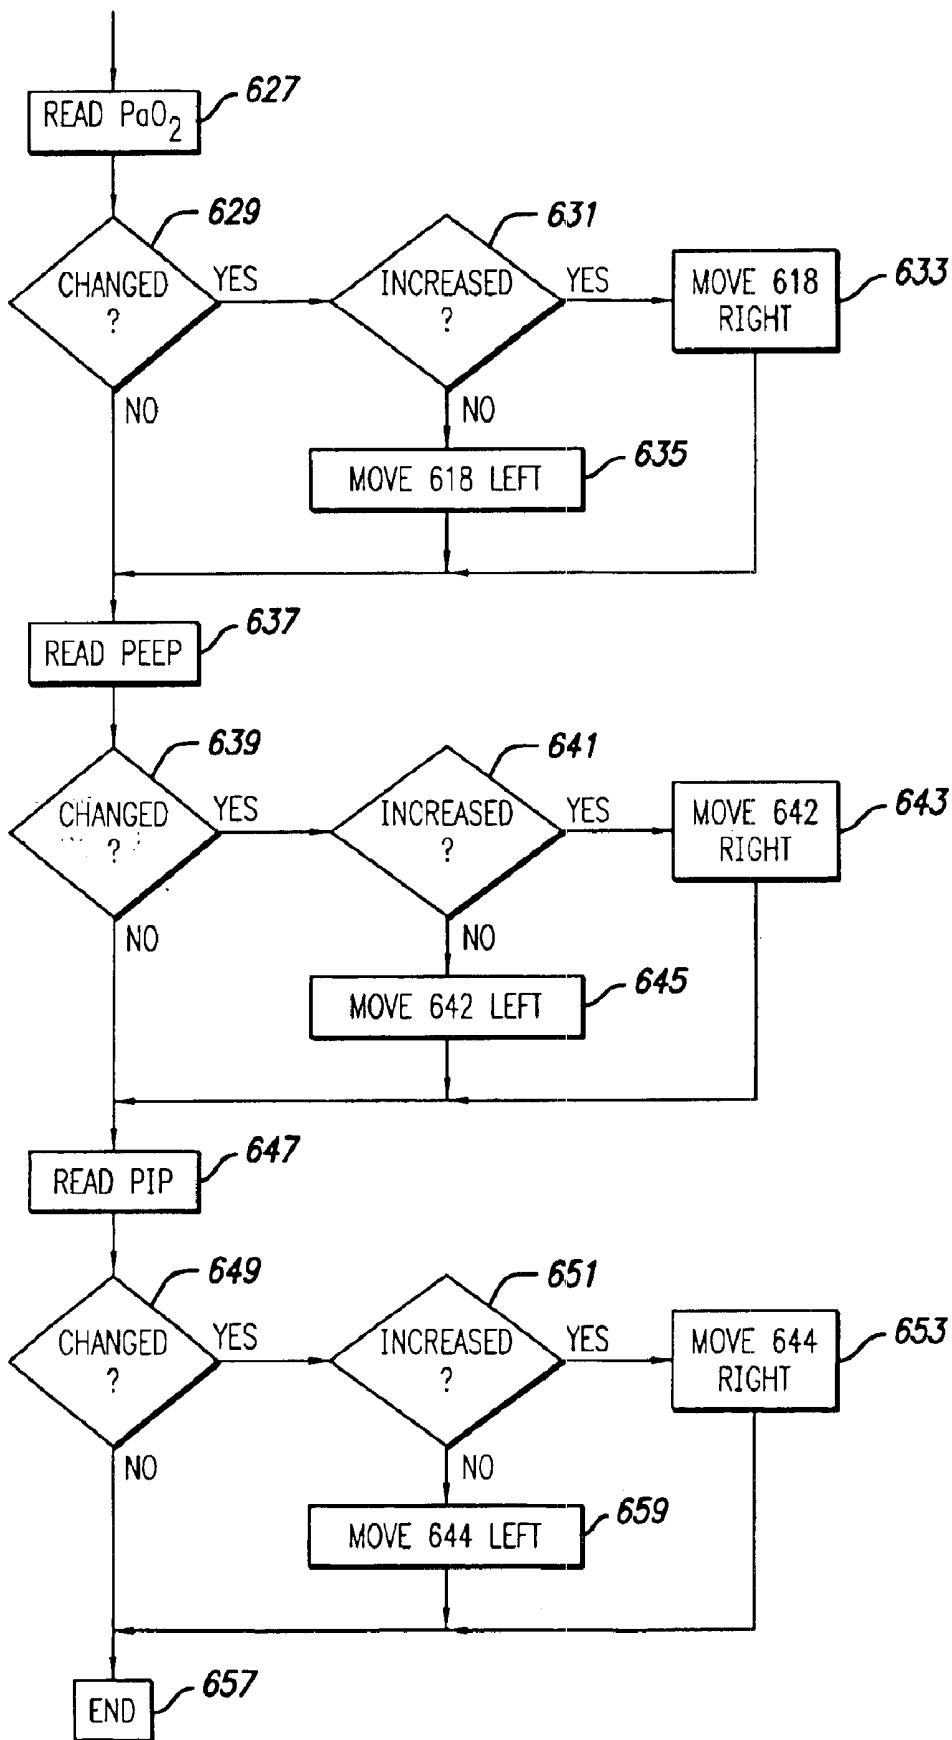 READ PaO2
627
629
CHANGED
?
YES
NO
631
INCREASED
?
YES
NO
MOVE 618
RIGHT
633
MOVE 618 LEFT
635
READ PEEP
637
639
CHANGED
?
YES
NO
641
INCREASED
?
YES
NO
MOVE 642
RIGHT
643
MOVE 642 LEFT
645
READ PIP
647
649
CHANGED
?
YES
NO
651
INCREASED
?
YES
NO
MOVE 644
RIGHT
653
MOVE 644 LEFT
659
END
657